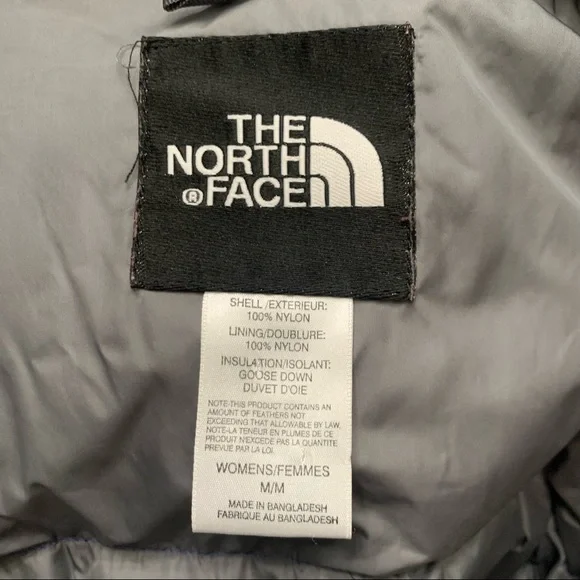 THE
NORTH
® FACE
SHELL/EXTERIEUR:
100% NYLON
LINING/DOUBLURE:
100% NYLON
INSULATION/ISOLANT:
GOOSE DOWN
DUVET D'OIE
NOTE-THIS PRODUCT CONTAINS AN
AMOUNT OF FEATHERS NOT
EXCEEDING THAT ALLOWABLE BY LAW.
NOTE-LA TENEUR EN PLUMES DE CE
PRODUIT N'EXCEDE PAS LA QUANTITE
PREVUE PAR LA LOI.
WOMENS/FEMMES
M/M
MADE IN BANGLADESH
FABRIQUE AU BANGLADESH